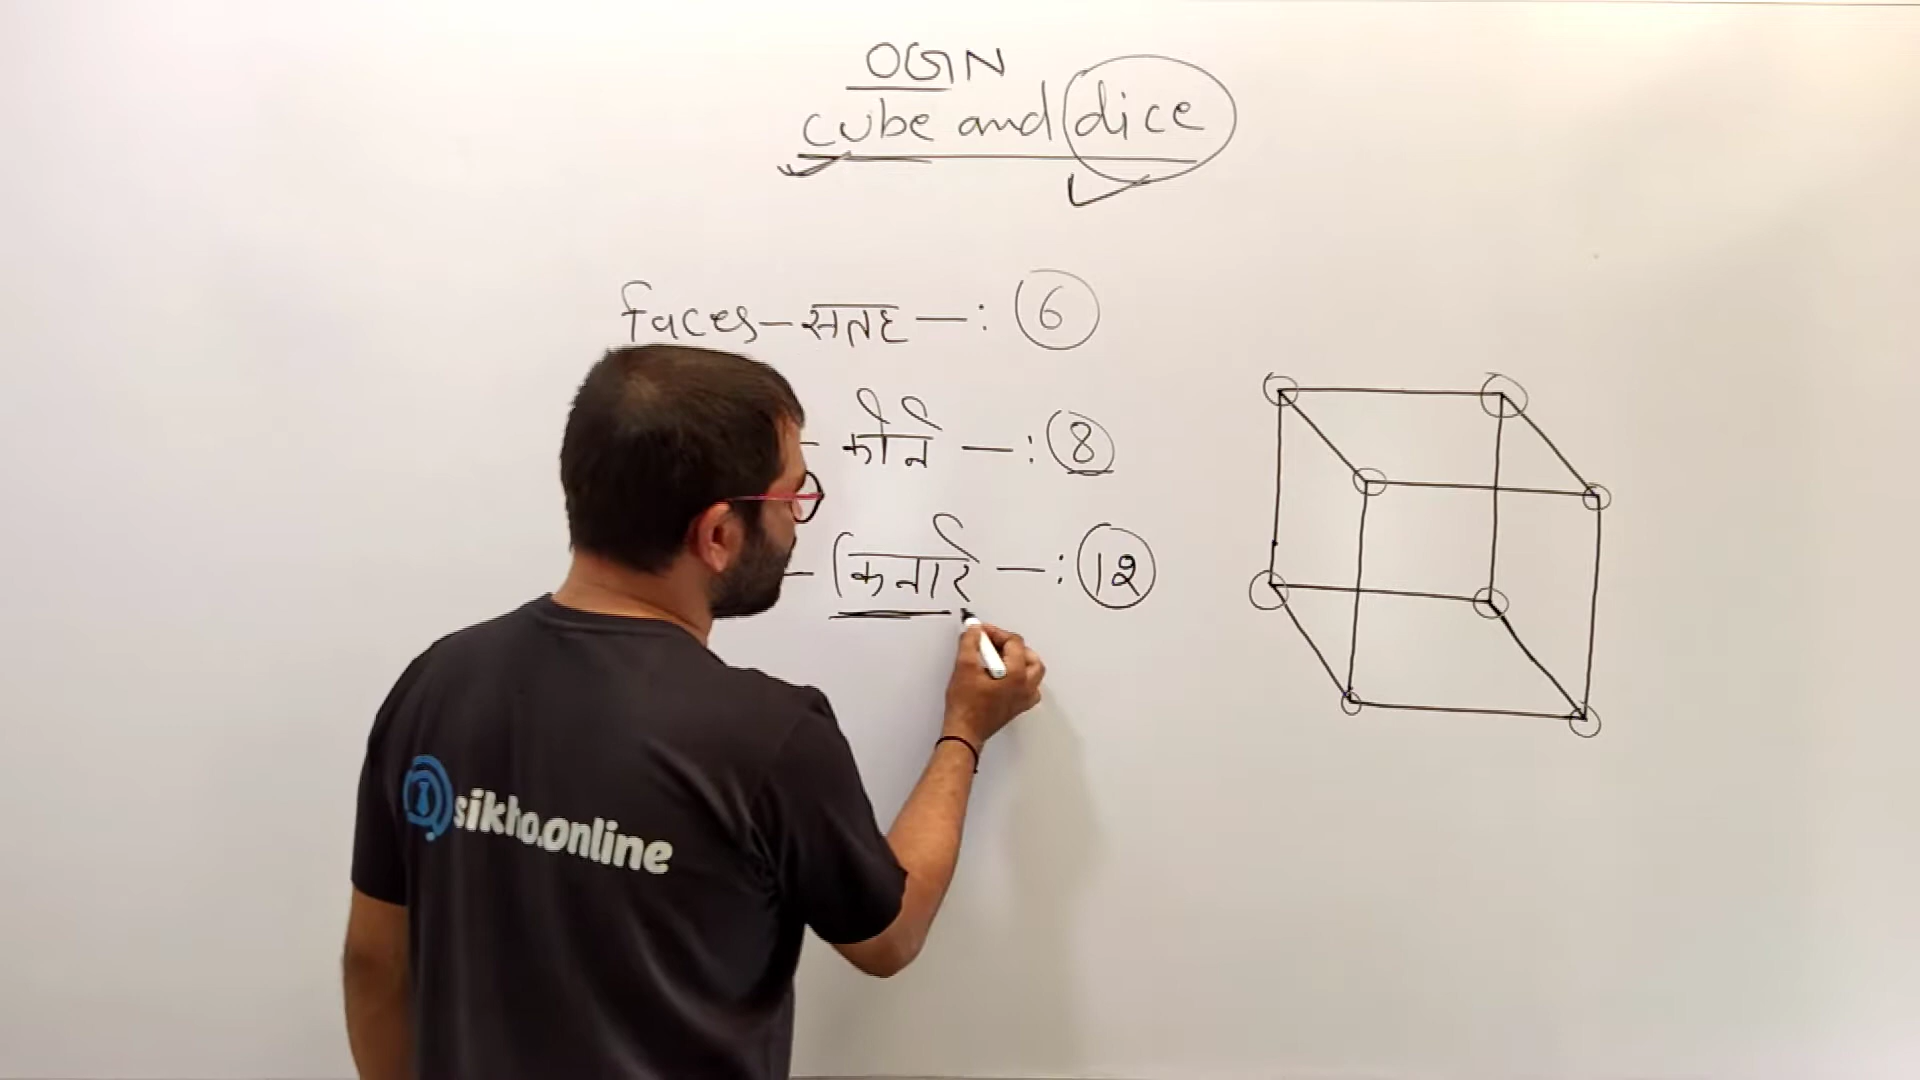 OGN
cube and dice
faces - सतह -: 6
- कोने -: 8
- किनारे -: 12
sikho.online